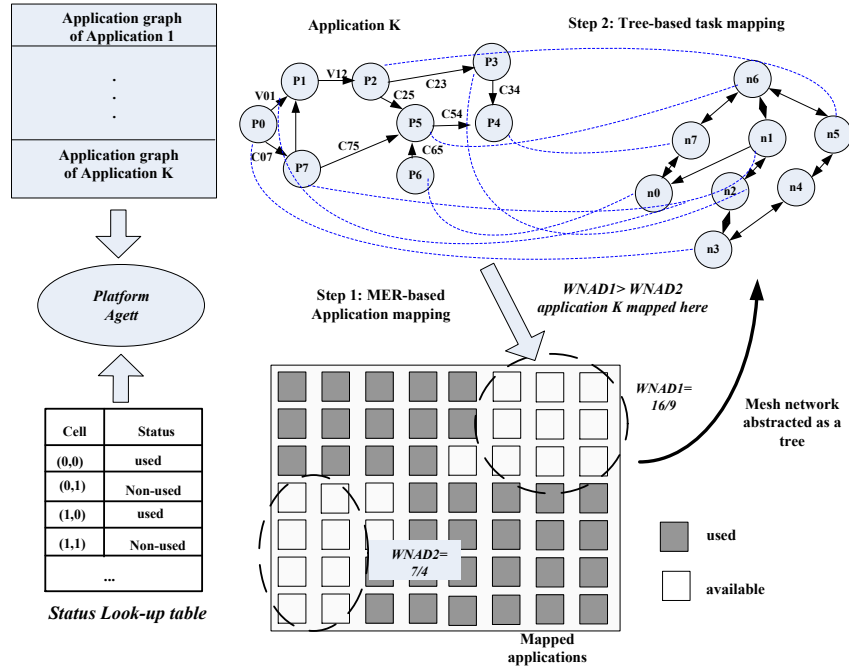 Application graph
of Application 1
.
.
.
Application graph
of Application K
Platform
Agett
Cell Status
(0,0) used
(0,1) Non-used
(1,0) used
(1,1) Non-used
...
Status Look-up table
Application K
P0
P1
P2
P3
P4
P5
P6
P7
V01
V12
C23
C25
C34
C54
C65
C75
C07
Step 2: Tree-based task mapping
n6
n5
n7
n1
n0
n2
n4
n3
Step 1: MER-based
Application mapping
WNAD1> WNAD2
application K mapped here
WNAD1=
16/9
Mesh network
abstracted as a
tree
WNAD2=
7/4
used
available
Mapped
applications